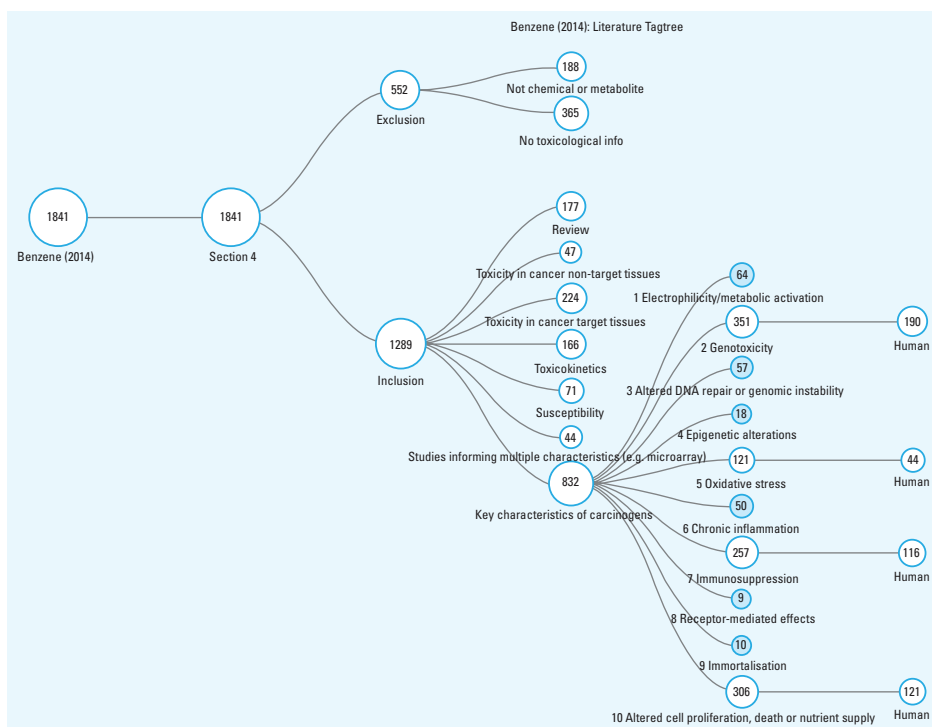 Benzene (2014): Literature Tagtree
188
Not chemical or metabolite
552
Exclusion
365
No toxicological info
1841
Benzene (2014)
1841
Section 4
177
Review
47
Toxicity in cancer non-target tissues
224
Toxicity in cancer target tissues
166
Toxicokinetics
1289
Inclusion
71
Susceptibility
44
Studies informing multiple characteristics (e.g. microarray)
832
Key characteristics of carcinogens
64
1 Electrophilicity/metabolic activation
351
2 Genotoxicity
190
Human
57
3 Altered DNA repair or genomic instability
18
4 Epigenetic alterations
121
5 Oxidative stress
44
Human
50
6 Chronic inflammation
257
7 Immunosuppression
116
Human
9
8 Receptor-mediated effects
10
9 Immortalisation
306
10 Altered cell proliferation, death or nutrient supply
121
Human